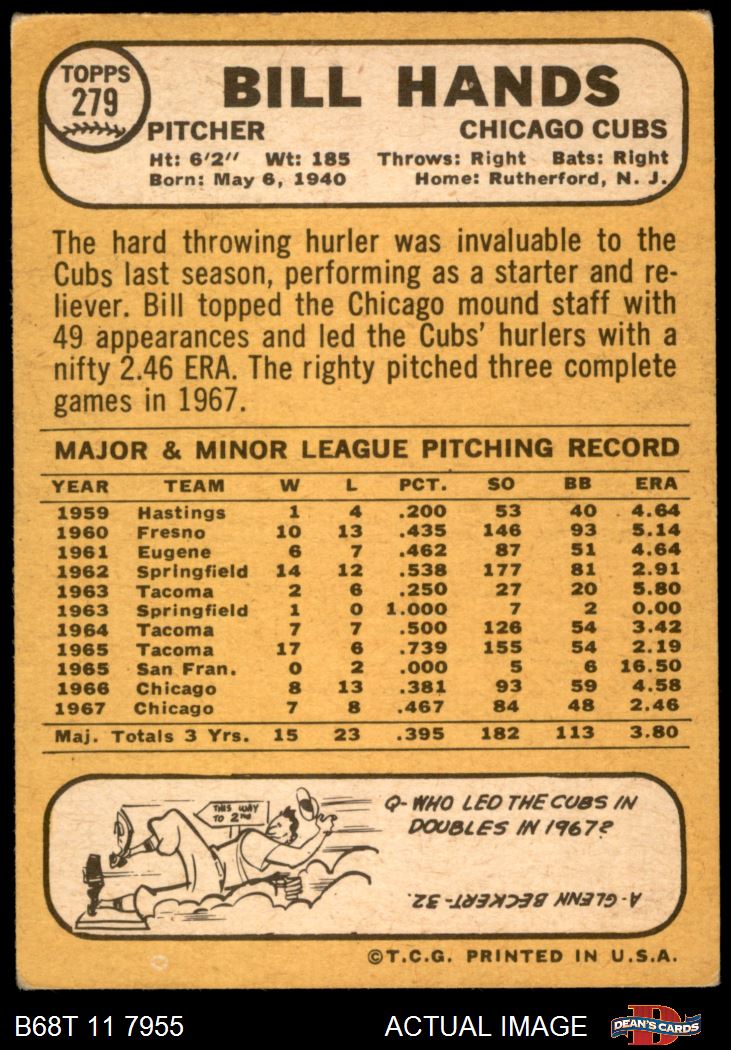 TOPPS
279
BILL HANDS
PITCHER CHICAGO CUBS
Ht: 6'2" Wt: 185 Throws: Right Bats: Right
Born: May 6, 1940 Home: Rutherford, N. J.
The hard throwing hurler was invaluable to the
Cubs last season, performing as a starter and re-
liever. Bill topped the Chicago mound staff with
49 appearances and led the Cubs' hurlers with a
nifty 2.46 ERA. The righty pitched three complete
games in 1967.
MAJOR & MINOR LEAGUE PITCHING RECORD
YEAR TEAM W L PCT. SO BB ERA
1959 Hastings 1 4 .200 53 40 4.64
1960 Fresno 10 13 .435 146 93 5.14
1961 Eugene 6 7 .462 87 51 4.64
1962 Springfield 14 12 .538 177 81 2.91
1963 Tacoma 2 6 .250 27 20 5.80
1963 Springfield 1 0 1.000 7 2 0.00
1964 Tacoma 7 7 .500 126 54 3.42
1965 Tacoma 17 6 .739 155 54 2.19
1965 San Fran. 0 2 .000 5 6 16.50
1966 Chicago 8 13 .381 93 59 4.58
1967 Chicago 7 8 .467 84 48 2.46
Maj. Totals 3 Yrs. 15 23 .395 182 113 3.80
THIS WAY
TO 2ND
Q- WHO LED THE CUBS IN
DOUBLES IN 1967?
A- GLENN BECKERT-32.
©T.C.G. PRINTED IN U.S.A.
B68T 11 7955 ACTUAL IMAGE
D
DEAN'S CARDS